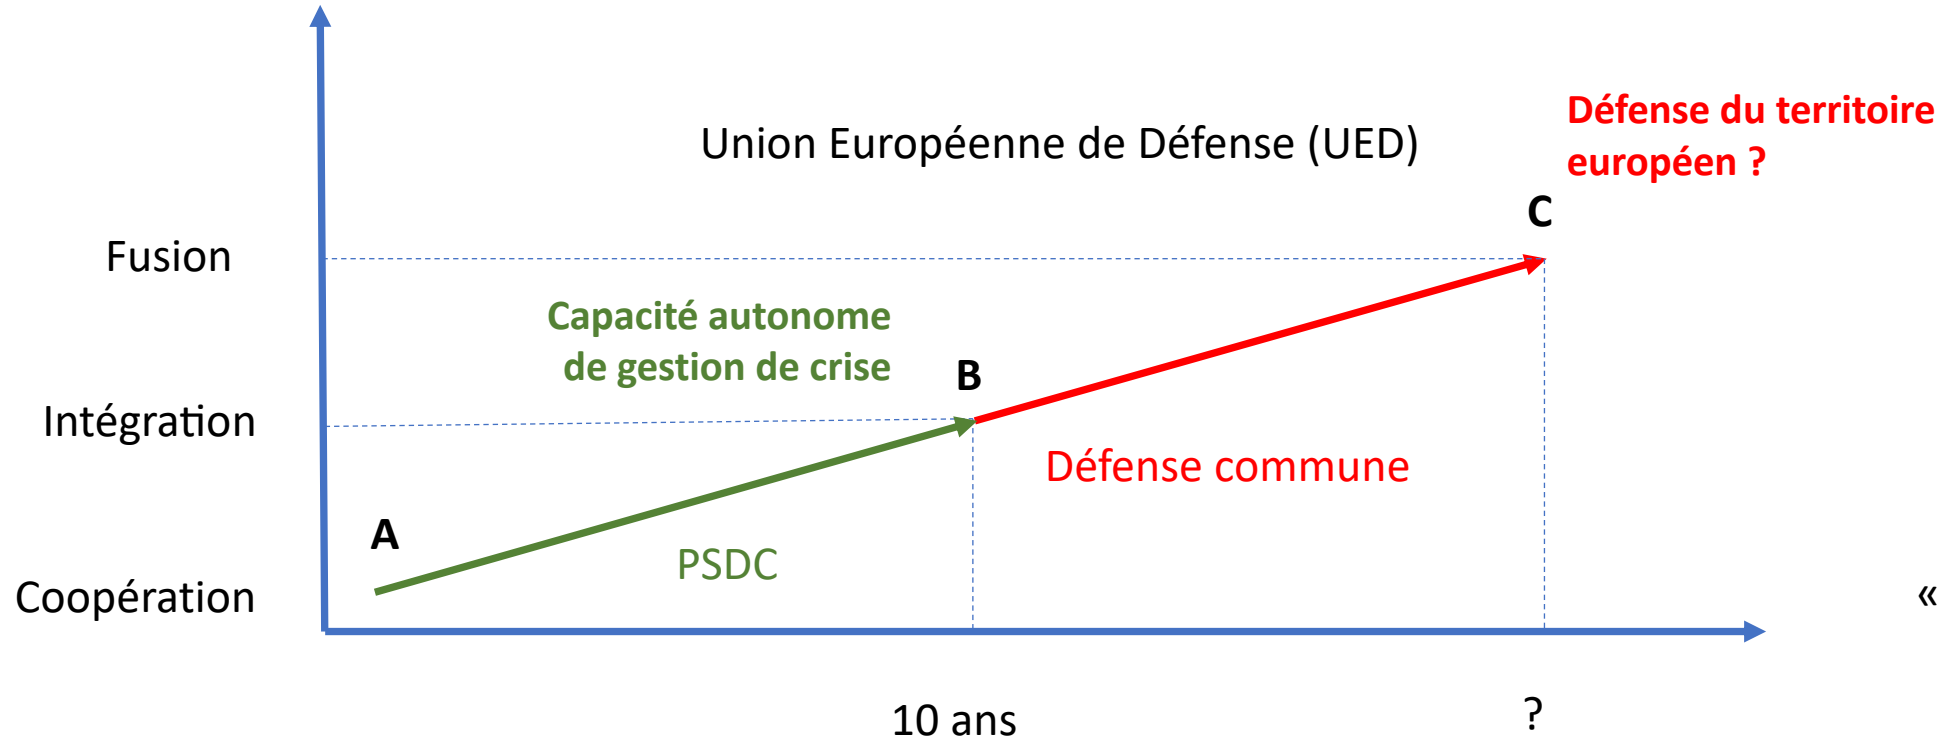 Union Européenne de Défense (UED)
Défense du territoire
européen ?
C
Fusion
Capacité autonome
de gestion de crise
B
Intégration
Défense commune
A
PSDC
Coopération
«
10 ans
?